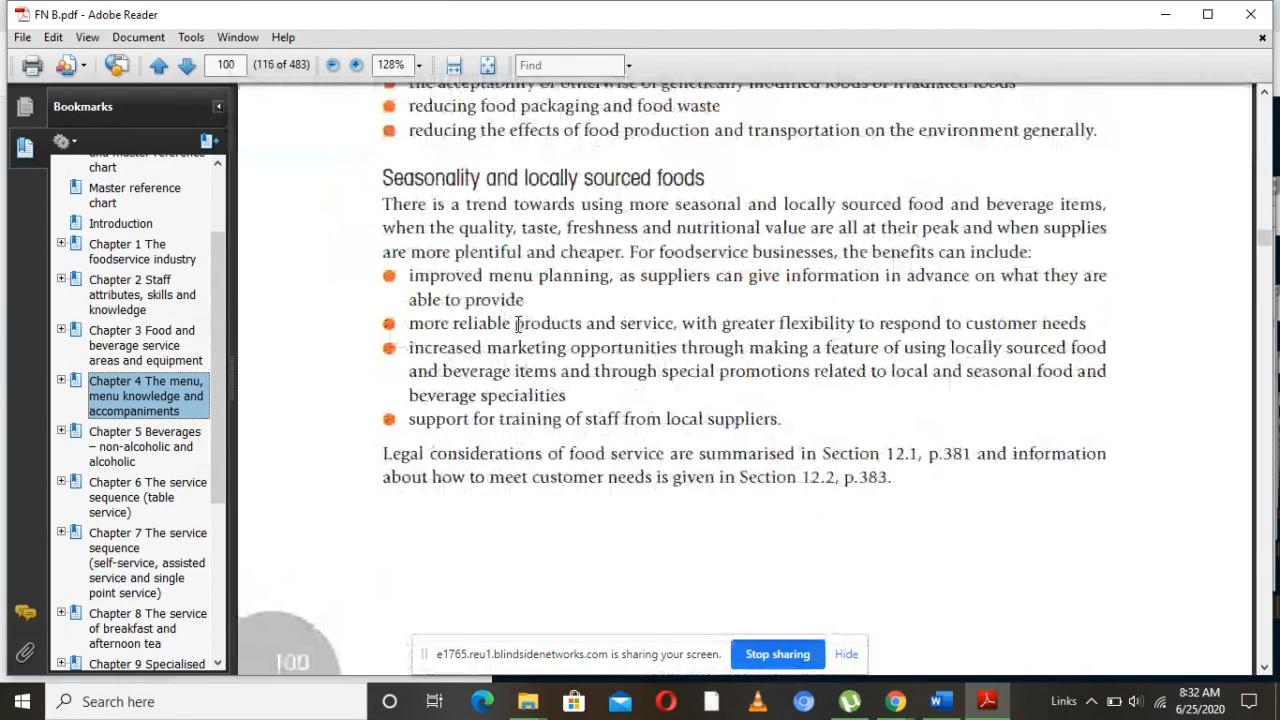 FN B.pdf - Adobe Reader
File Edit View Document Tools Window Help
100 (116 of 483) 128% Find
Bookmarks
and master reference
chart
Master reference
chart
Introduction
Chapter 1 The
foodservice industry
Chapter 2 Staff
attributes, skills and
knowledge
Chapter 3 Food and
beverage service
areas and equipment
Chapter 4 The menu,
menu knowledge and
accompaniments
Chapter 5 Beverages
– non-alcoholic and
alcoholic
Chapter 6 The service
sequence (table
service)
Chapter 7 The service
sequence
(self-service, assisted
service and single
point service)
Chapter 8 The service
of breakfast and
afternoon tea
Chapter 9 Specialised
the acceptability or otherwise of genetically modified foods or irradiated foods
reducing food packaging and food waste
reducing the effects of food production and transportation on the environment generally.
Seasonality and locally sourced foods
There is a trend towards using more seasonal and locally sourced food and beverage items,
when the quality, taste, freshness and nutritional value are all at their peak and when supplies
are more plentiful and cheaper. For foodservice businesses, the benefits can include:
improved menu planning, as suppliers can give information in advance on what they are
able to provide
more reliable products and service, with greater flexibility to respond to customer needs
increased marketing opportunities through making a feature of using locally sourced food
and beverage items and through special promotions related to local and seasonal food and
beverage specialities
support for training of staff from local suppliers.
Legal considerations of food service are summarised in Section 12.1, p.381 and information
about how to meet customer needs is given in Section 12.2, p.383.
100
e1765.reu1.blindsidenetworks.com is sharing your screen. Stop sharing Hide
Search here
Links
8:32 AM
6/25/2020